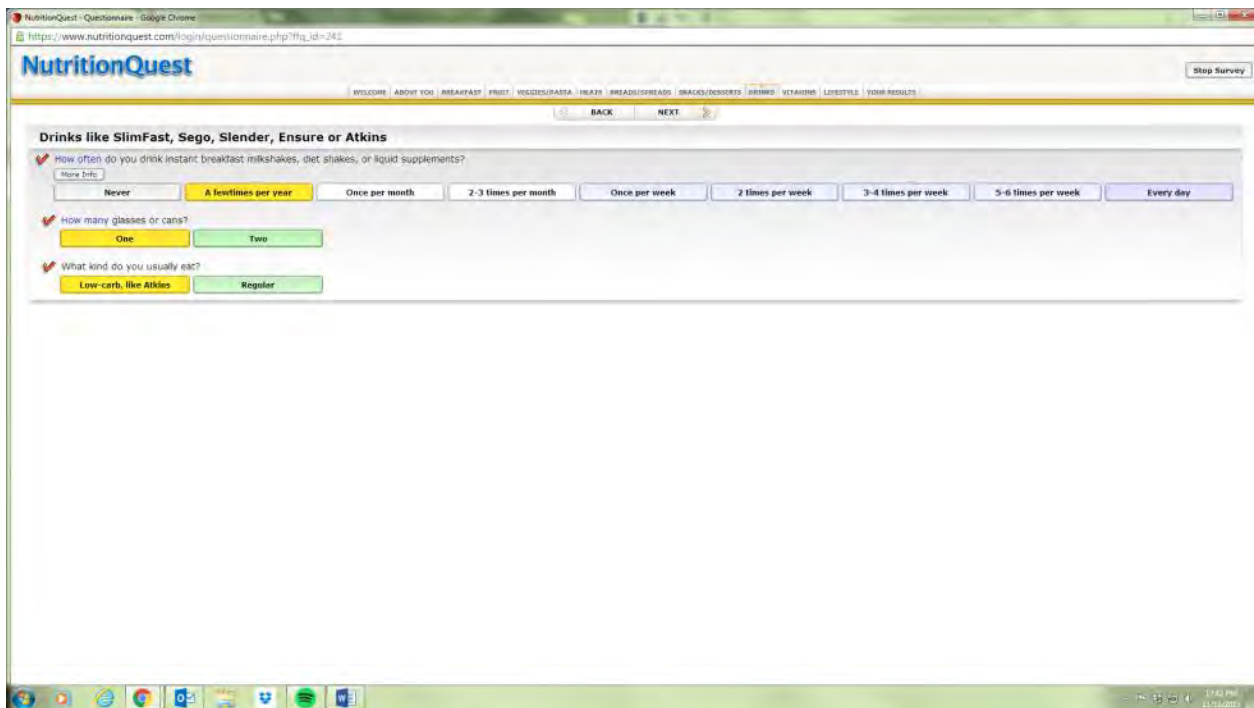 NutritionQuest - Questionnaire - Google Chrome
https://www.nutritionquest.com/login/questionnaire.php?ffq_id=241
NutritionQuest
Stop Survey
WELCOME ABOUT YOU BREAKFAST FRUIT VEGGIES/PASTA MEATS BREADS/SPREADS SNACKS/DESSERTS DRINKS VITAMINS LIFESTYLE YOUR RESULTS
BACK NEXT
Drinks like SlimFast, Sego, Slender, Ensure or Atkins
How often do you drink instant breakfast milkshakes, diet shakes, or liquid supplements?
More Info
Never A fewtimes per year Once per month 2-3 times per month Once per week 2 times per week 3-4 times per week 5-6 times per week Every day
How many glasses or cans?
One Two
What kind do you usually eat?
Low-carb, like Atkins Regular